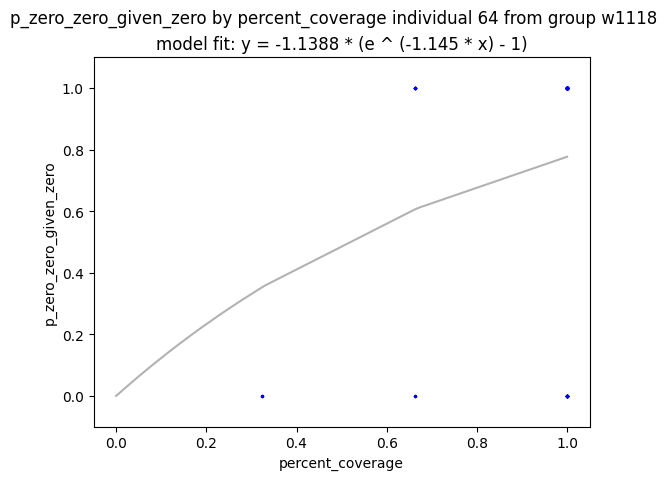 p_zero_zero_given_zero by percent_coverage individual 64 from group w1118
model fit: y = -1.1388 * (e ^ (-1.145 * x) - 1)
1.0
0.8
0.6
0.4
0.2
0.0
p_zero_zero_given_zero
0.0 0.2 0.4 0.6 0.8 1.0
percent_coverage